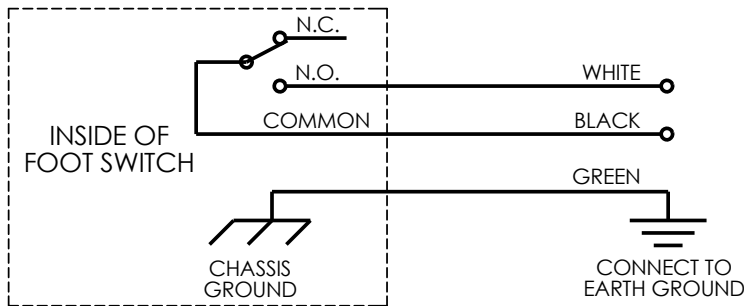 N.C.
N.O.
WHITE
COMMON
BLACK
INSIDE OF
FOOT SWITCH
GREEN
CHASSIS
GROUND
CONNECT TO
EARTH GROUND